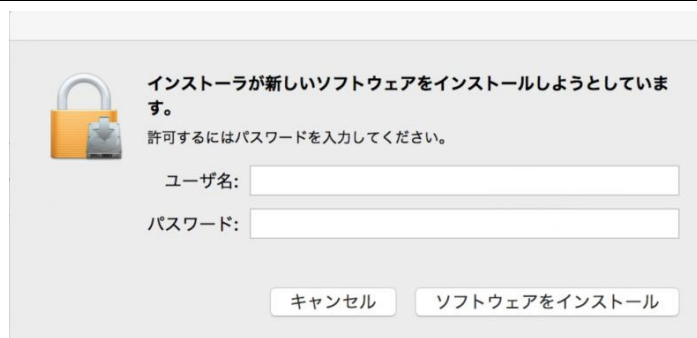 インストーラが新しいソフトウェアをインストールしようとしていま
す。
許可するにはパスワードを入力してください。
ユーザ名:
パスワード:
キャンセル ソフトウェアをインストール